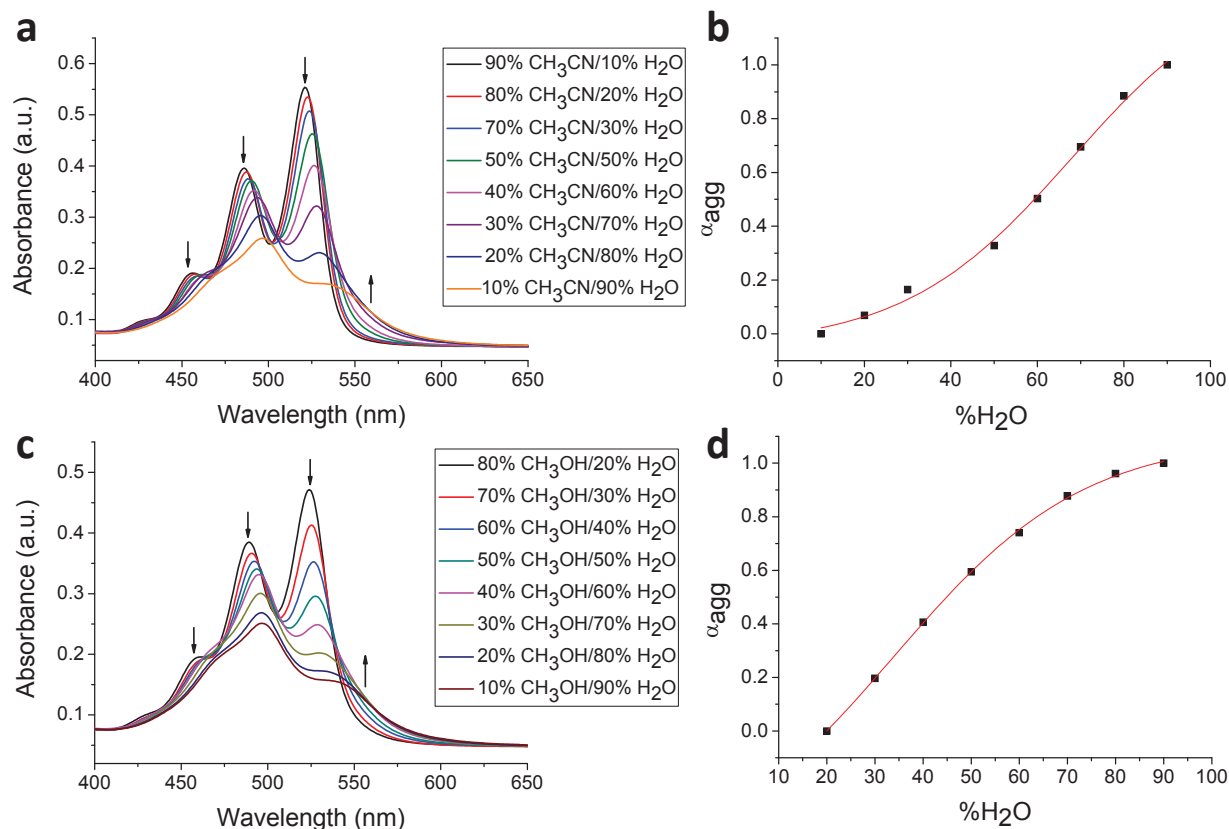 a
Absorbance (a.u.)
0.6
0.5
0.4
0.3
0.2
0.1
400 450 500 550 600 650
Wavelength (nm)
90% CH3CN/10% H2O
80% CH3CN/20% H2O
70% CH3CN/30% H2O
50% CH3CN/50% H2O
40% CH3CN/60% H2O
30% CH3CN/70% H2O
20% CH3CN/80% H2O
10% CH3CN/90% H2O
b
αagg
1.0
0.8
0.6
0.4
0.2
0.0
0 20 40 60 80 100
%H2O
c
Absorbance (a.u.)
0.5
0.4
0.3
0.2
0.1
400 450 500 550 600 650
Wavelength (nm)
80% CH3OH/20% H2O
70% CH3OH/30% H2O
60% CH3OH/40% H2O
50% CH3OH/50% H2O
40% CH3OH/60% H2O
30% CH3OH/70% H2O
20% CH3OH/80% H2O
10% CH3OH/90% H2O
d
αagg
1.0
0.8
0.6
0.4
0.2
0.0
10 20 30 40 50 60 70 80 90 100
%H2O